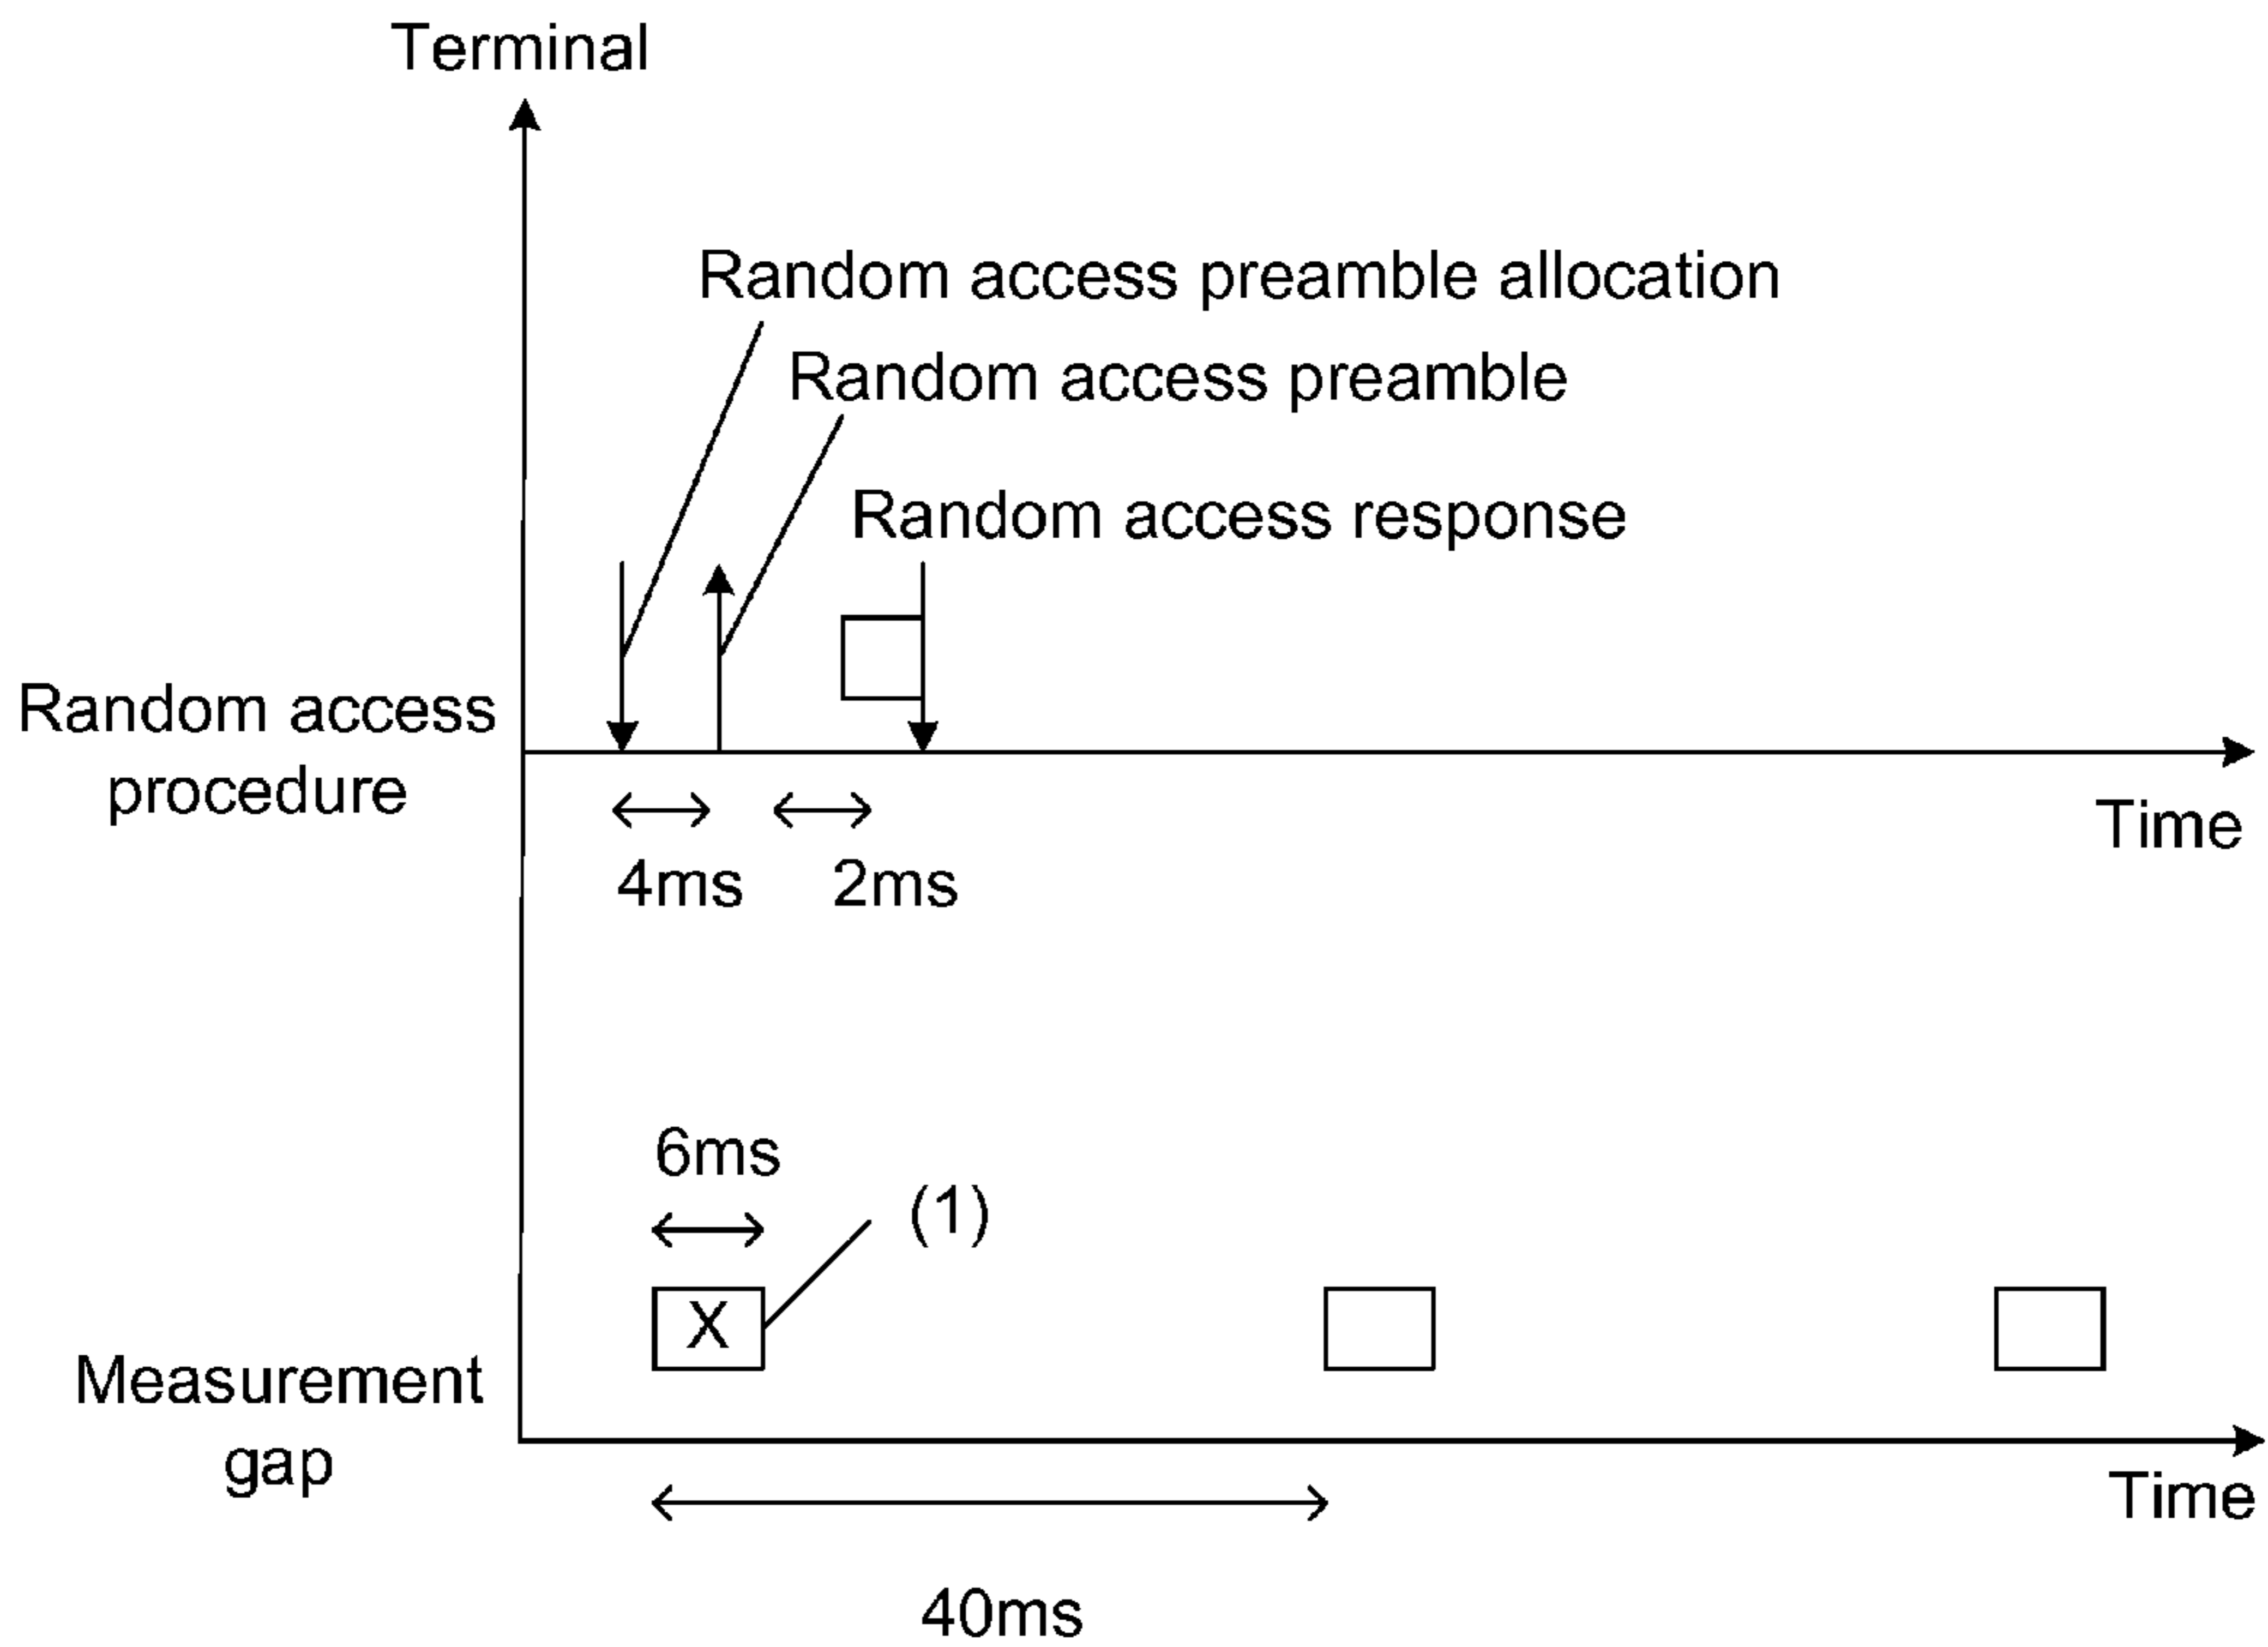 Terminal
Random access preamble allocation
Random access preamble
Random access response
Random access
procedure
Time
4ms
2ms
6ms
(1)
X
Measurement
gap
Time
40ms